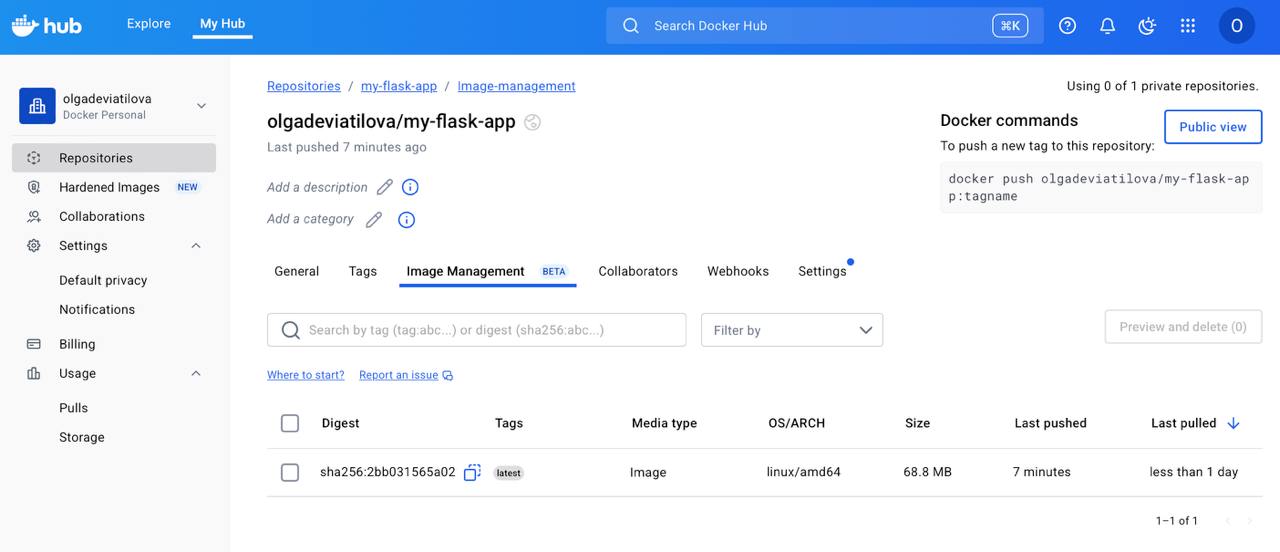 hub Explore My Hub Search Docker Hub ⌘K O
olgadeviatilova
Docker Personal
Repositories
Hardened Images NEW
Collaborations
Settings
Default privacy
Notifications
Billing
Usage
Pulls
Storage
Repositories / my-flask-app / Image-management
Using 0 of 1 private repositories.
olgadeviatilova/my-flask-app
Last pushed 7 minutes ago
Add a description
Add a category
Docker commands
Public view
To push a new tag to this repository:
docker push olgadeviatilova/my-flask-ap
p:tagname
General Tags Image Management BETA Collaborators Webhooks Settings
Search by tag (tag:abc...) or digest (sha256:abc...) Filter by Preview and delete (0)
Where to start? Report an issue
Digest Tags Media type OS/ARCH Size Last pushed Last pulled
sha256:2bb031565a02 latest Image linux/amd64 68.8 MB 7 minutes less than 1 day
1–1 of 1